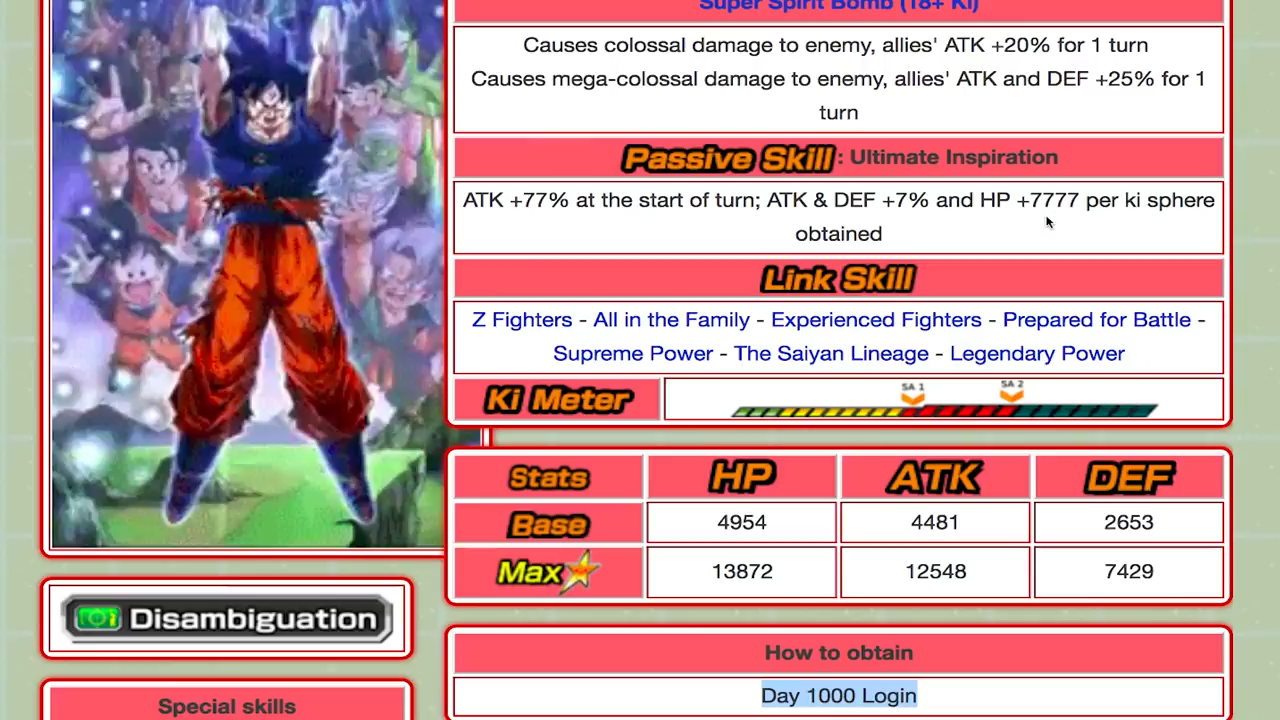 Super Spirit Bomb (18+ Ki)
Causes colossal damage to enemy, allies' ATK +20% for 1 turn
Causes mega-colossal damage to enemy, allies' ATK and DEF +25% for 1
turn
Passive Skill : Ultimate Inspiration
ATK +77% at the start of turn; ATK & DEF +7% and HP +7777 per ki sphere
obtained
Link Skill
Z Fighters - All in the Family - Experienced Fighters - Prepared for Battle -
Supreme Power - The Saiyan Lineage - Legendary Power
Ki Meter SA 1 SA 2
Stats HP ATK DEF
Base 4954 4481 2653
Max 13872 12548 7429
Disambiguation
How to obtain
Day 1000 Login
Special skills